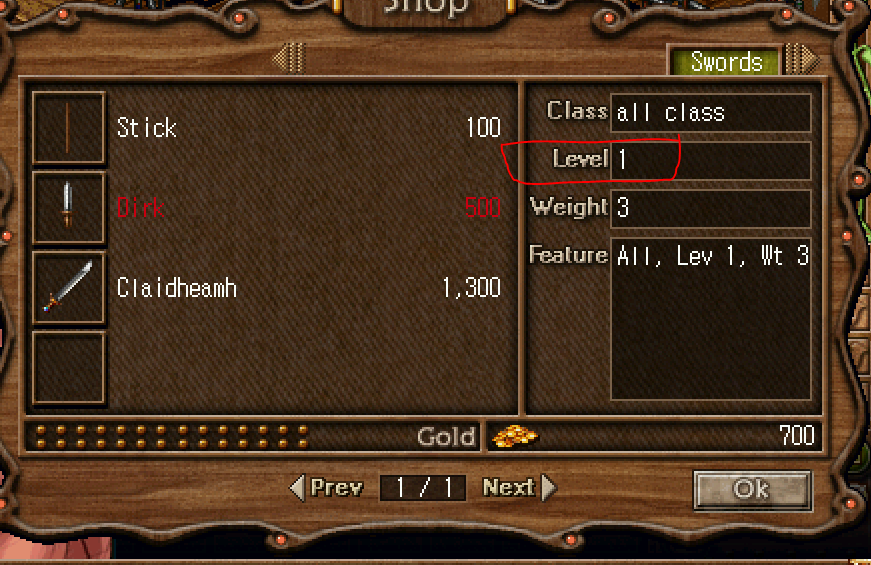 Shop
Swords
Stick 100
Dirk 500
Claidheamh 1,300
Class all class
Level 1
Weight 3
Feature All, Lev 1, Wt 3
Gold 700
Prev 1 / 1 Next
Ok